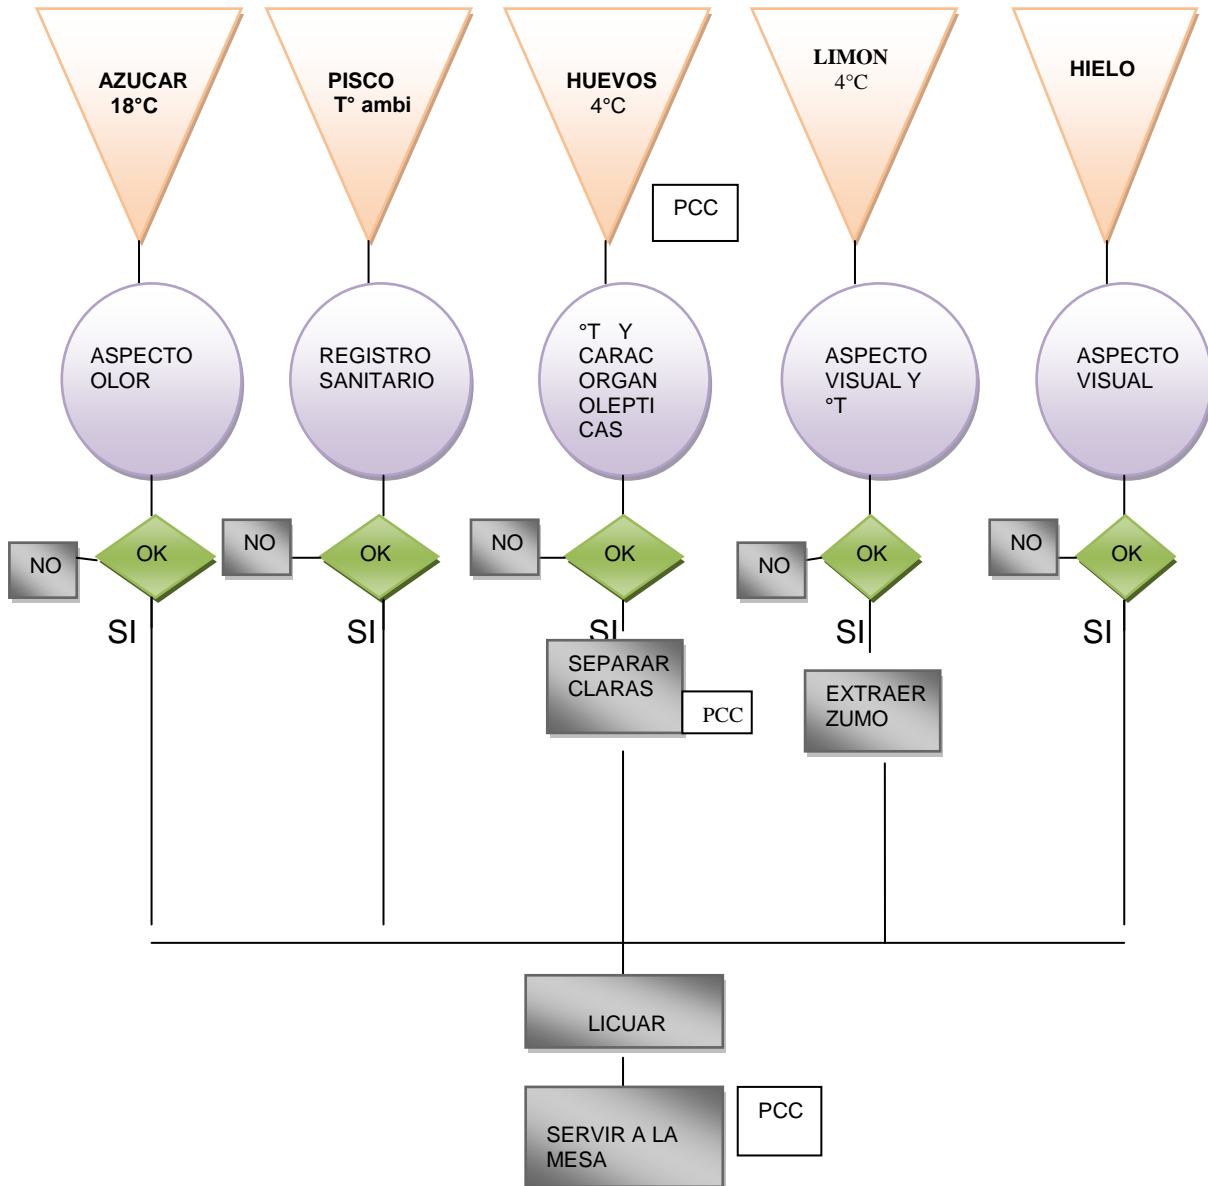 AZUCAR
18°C
PISCO
T° ambi
HUEVOS
4°C
LIMON
4°C
HIELO
PCC
ASPECTO
OLOR
REGISTRO
SANITARIO
°T Y
CARAC
ORGAN
OLEPTI
CAS
ASPECTO
VISUAL Y
°T
ASPECTO
VISUAL
NO
OK
NO
OK
NO
OK
NO
OK
NO
OK
SI
SI
SI
SI
SI
SEPARAR
CLARAS
PCC
EXTRAER
ZUMO
LICUAR
SERVIR A LA
MESA
PCC